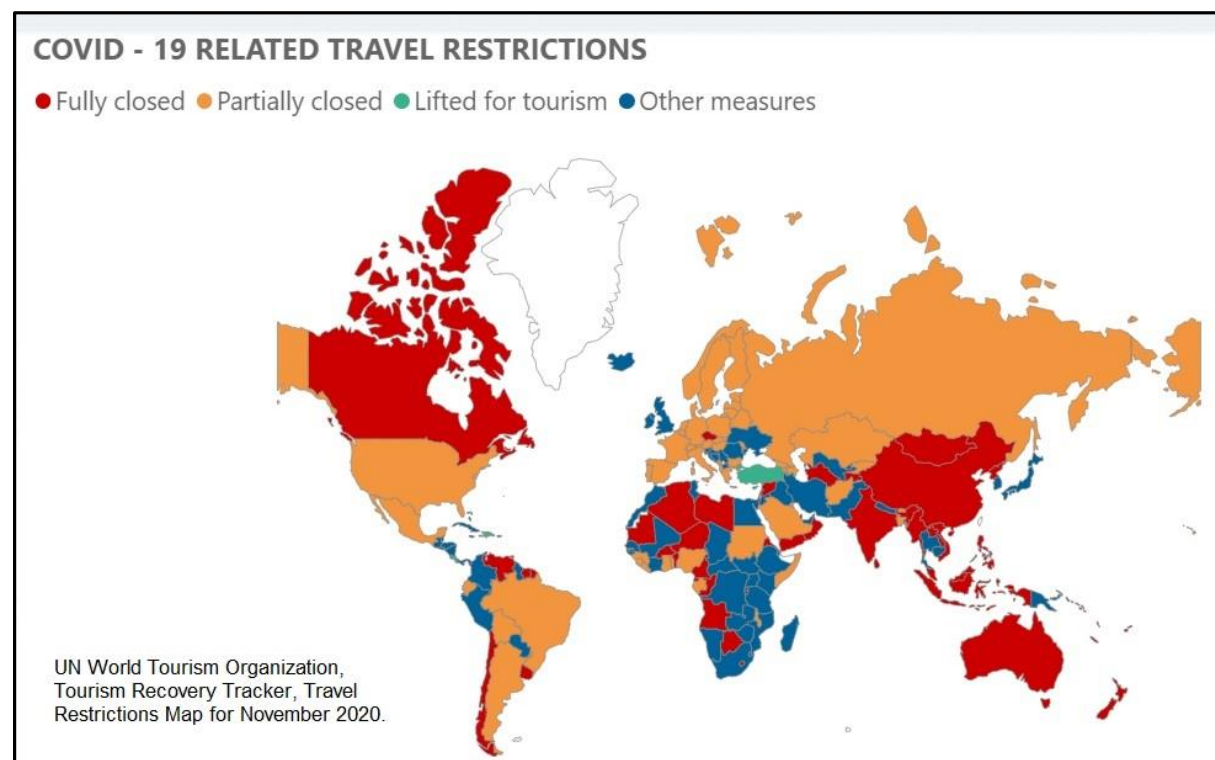 COVID - 19 RELATED TRAVEL RESTRICTIONS
Fully closed Partially closed Lifted for tourism Other measures
UN World Tourism Organization,
Tourism Recovery Tracker, Travel
Restrictions Map for November 2020.